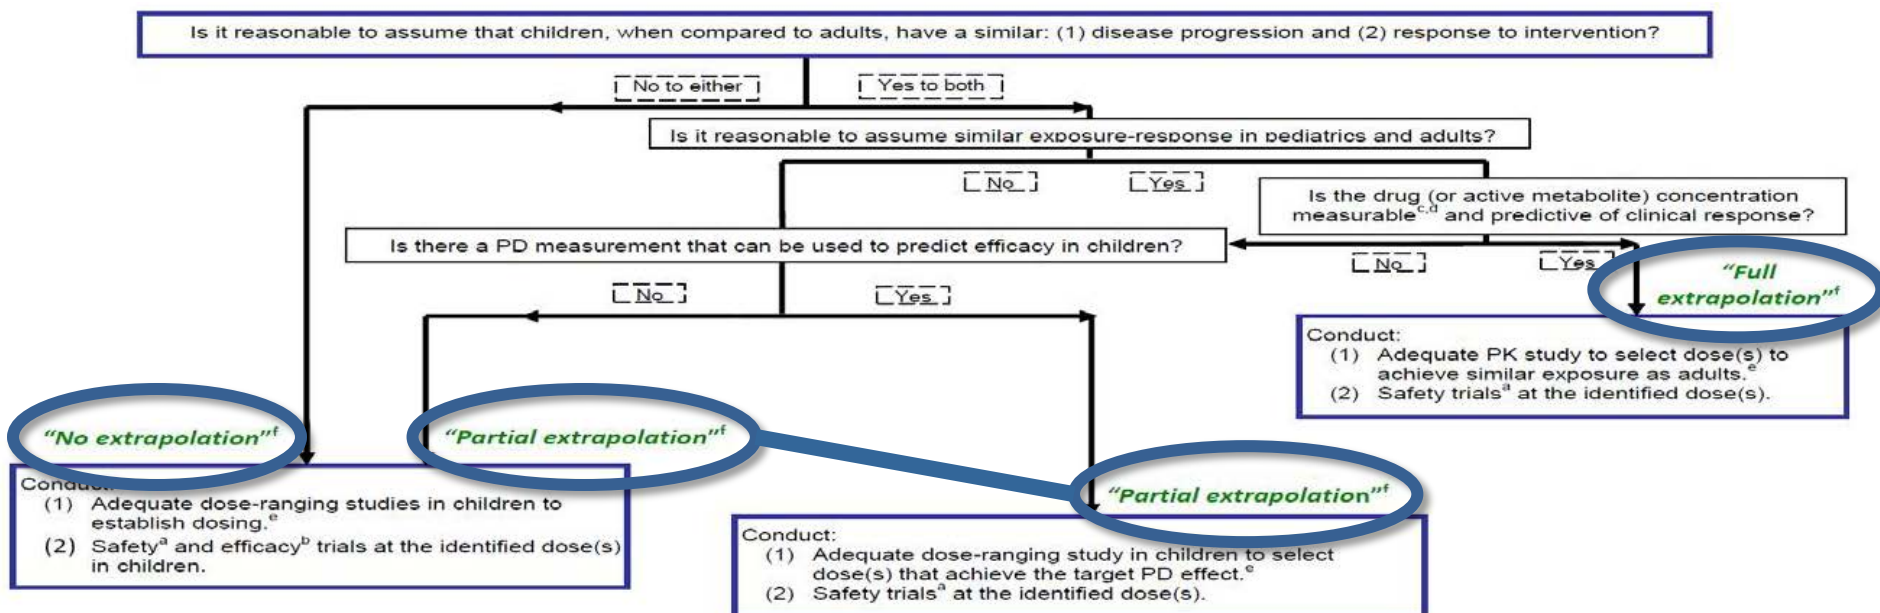 Is it reasonable to assume that children, when compared to adults, have a similar: (1) disease progression and (2) response to intervention?
No to either
Yes to both
Is it reasonable to assume similar exposure-response in pediatrics and adults?
No
Yes
Is the drug (or active metabolite) concentration
measurable^c,d and predictive of clinical response?
Is there a PD measurement that can be used to predict efficacy in children?
No
Yes
No
Yes
"Full
extrapolation"^f
Conduct:
(1) Adequate PK study to select dose(s) to
achieve similar exposure as adults.^e
(2) Safety trials^a at the identified dose(s).
"No extrapolation"^f
"Partial extrapolation"^f
Conduct:
(1) Adequate dose-ranging studies in children to
establish dosing.^e
(2) Safety^a and efficacy^b trials at the identified dose(s)
in children.
"Partial extrapolation"^f
Conduct:
(1) Adequate dose-ranging study in children to select
dose(s) that achieve the target PD effect.^e
(2) Safety trials^a at the identified dose(s).